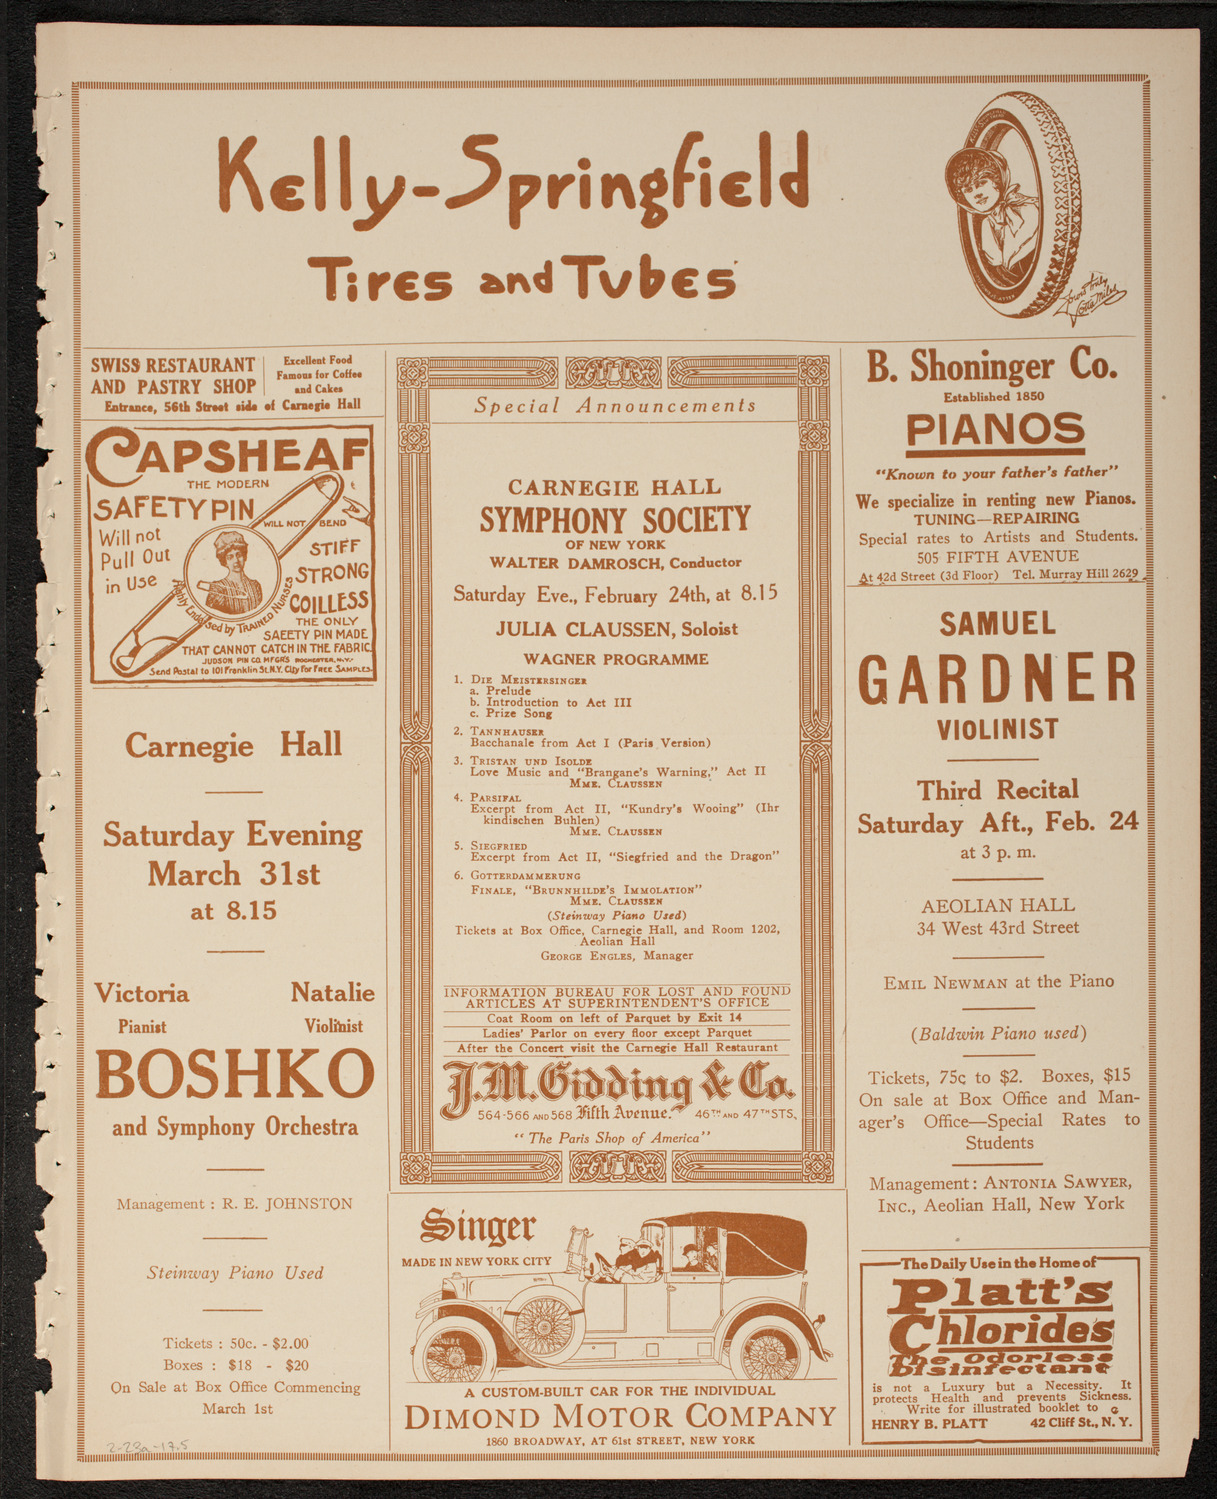 Kelly-Springfield
Tires and Tubes
Yours truly
Lotta Miles
SWISS RESTAURANT
AND PASTRY SHOP
Excellent Food
Famous for Coffee
and Cakes
Entrance, 56th Street side of Carnegie Hall
CAPSHEAF
THE MODERN
SAFETY PIN
WILL NOT BEND
Will not
Pull Out
in Use
STIFF
STRONG
COILLESS
Highly Endorsed by TRAINED NURSES
THE ONLY
SAFETY PIN MADE
THAT CANNOT CATCH IN THE FABRIC.
JUDSON PIN CO. MFGRS ROCHESTER, N.Y.
Send Postal to 101 Franklin St. N.Y. City For FREE SAMPLES.
Carnegie Hall
Saturday Evening
March 31st
at 8.15
Victoria Natalie
Pianist Violinist
BOSHKO
and Symphony Orchestra
Management : R. E. JOHNSTON
Steinway Piano Used
Tickets : 50c. - $2.00
Boxes : $18 - $20
On Sale at Box Office Commencing
March 1st
2-23a-17.5
Special Announcements
CARNEGIE HALL
SYMPHONY SOCIETY
OF NEW YORK
WALTER DAMROSCH, Conductor
Saturday Eve., February 24th, at 8.15
JULIA CLAUSSEN, Soloist
WAGNER PROGRAMME
1. DIE MEISTERSINGER
a. Prelude
b. Introduction to Act III
c. Prize Song
2. TANNHAUSER
Bacchanale from Act I (Paris Version)
3. TRISTAN UND ISOLDE
Love Music and "Brangane's Warning," Act II
MME. CLAUSSEN
4. PARSIFAL
Excerpt from Act II, "Kundry's Wooing" (Ihr
kindischen Buhlen)
MME. CLAUSSEN
5. SIEGFRIED
Excerpt from Act II, "Siegfried and the Dragon"
6. GOTTERDAMMERUNG
FINALE, "BRUNNHILDE'S IMMOLATION"
MME. CLAUSSEN
(Steinway Piano Used)
Tickets at Box Office, Carnegie Hall, and Room 1202,
Aeolian Hall
GEORGE ENGLES, Manager
INFORMATION BUREAU FOR LOST AND FOUND
ARTICLES AT SUPERINTENDENT'S OFFICE
Coat Room on left of Parquet by Exit 14
Ladies' Parlor on every floor except Parquet
After the Concert visit the Carnegie Hall Restaurant
J.M. Gidding & Co.
564-566 AND 568 Fifth Avenue. 46TH AND 47TH STS.
"The Paris Shop of America"
Singer
MADE IN NEW YORK CITY
A CUSTOM-BUILT CAR FOR THE INDIVIDUAL
DIMOND MOTOR COMPANY
1860 BROADWAY, AT 61st STREET, NEW YORK
B. Shoninger Co.
Established 1850
PIANOS
"Known to your father's father"
We specialize in renting new Pianos.
TUNING—REPAIRING
Special rates to Artists and Students.
505 FIFTH AVENUE
At 42d Street (3d Floor) Tel. Murray Hill 2629
SAMUEL
GARDNER
VIOLINIST
Third Recital
Saturday Aft., Feb. 24
at 3 p. m.
AEOLIAN HALL
34 West 43rd Street
EMIL NEWMAN at the Piano
(Baldwin Piano used)
Tickets, 75c to $2. Boxes, $15
On sale at Box Office and Man-
ager's Office—Special Rates to
Students
Management: ANTONIA SAWYER,
INC., Aeolian Hall, New York
The Daily Use in the Home of
Platt's
Chlorides
The Odorless
Disinfectant
is not a Luxury but a Necessity. It
protects Health and prevents Sickness.
Write for illustrated booklet to G
HENRY B. PLATT 42 Cliff St., N. Y.